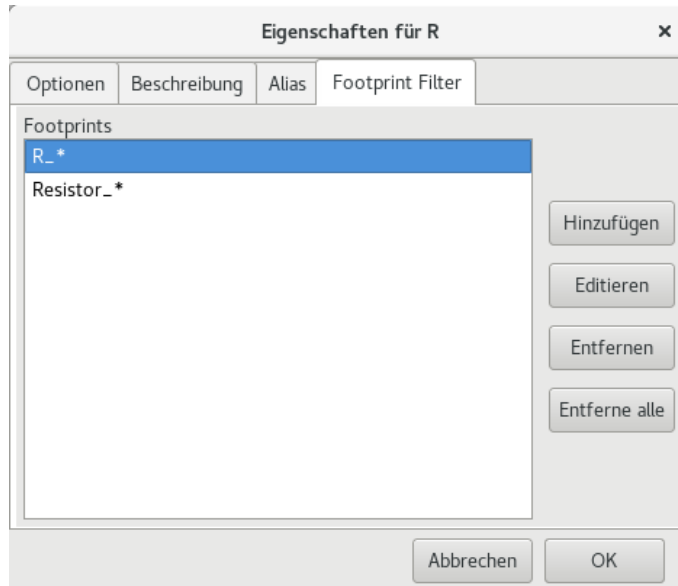 Eigenschaften für R
Optionen Beschreibung Alias Footprint Filter
Footprints
R_*
Resistor_*
Hinzufügen
Editieren
Entfernen
Entferne alle
Abbrechen OK